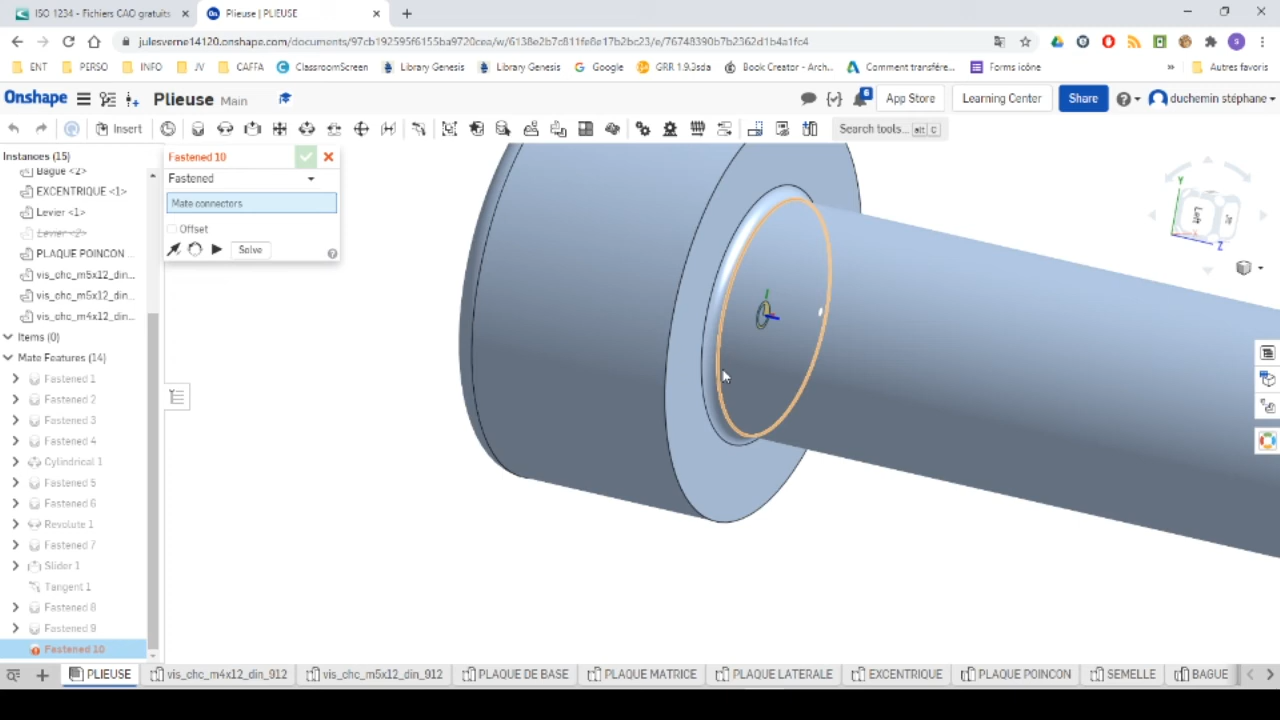 ISO 1234 - Fichiers CAO gratuits
Plieuse | PLIEUSE
julesverne14120.onshape.com/documents/97cb192595f6155ba9720cea/w/6138e2b7c811fe8e17b2bc23/e/76748390b7b2362d1b4a1fc4
ENT
PERSO
INFO
JV
CAFFA
ClassroomScreen
Library Genesis
Library Genesis
Google
GRR 1.9.3sda
Book Creator - Arch...
Comment transfére...
Forms icône
»
Autres favoris
Onshape
Plieuse Main
App Store
Learning Center
Share
duchemin stéphane
Insert
Search tools... alt C
Instances (15)
Bague <2>
EXCENTRIQUE <1>
Levier <1>
Levier <2>
PLAQUE POINCON ...
vis_chc_m5x12_din...
vis_chc_m5x12_din...
vis_chc_m4x12_din...
Items (0)
Mate Features (14)
Fastened 1
Fastened 2
Fastened 3
Fastened 4
Cylindrical 1
Fastened 5
Fastened 6
Revolute 1
Fastened 7
Slider 1
Tangent 1
Fastened 8
Fastened 9
Fastened 10
Fastened 10
Fastened
Mate connectors
Offset
Solve
Y
Left
Z
PLIEUSE
vis_chc_m4x12_din_912
vis_chc_m5x12_din_912
PLAQUE DE BASE
PLAQUE MATRICE
PLAQUE LATERALE
EXCENTRIQUE
PLAQUE POINCON
SEMELLE
BAGUE